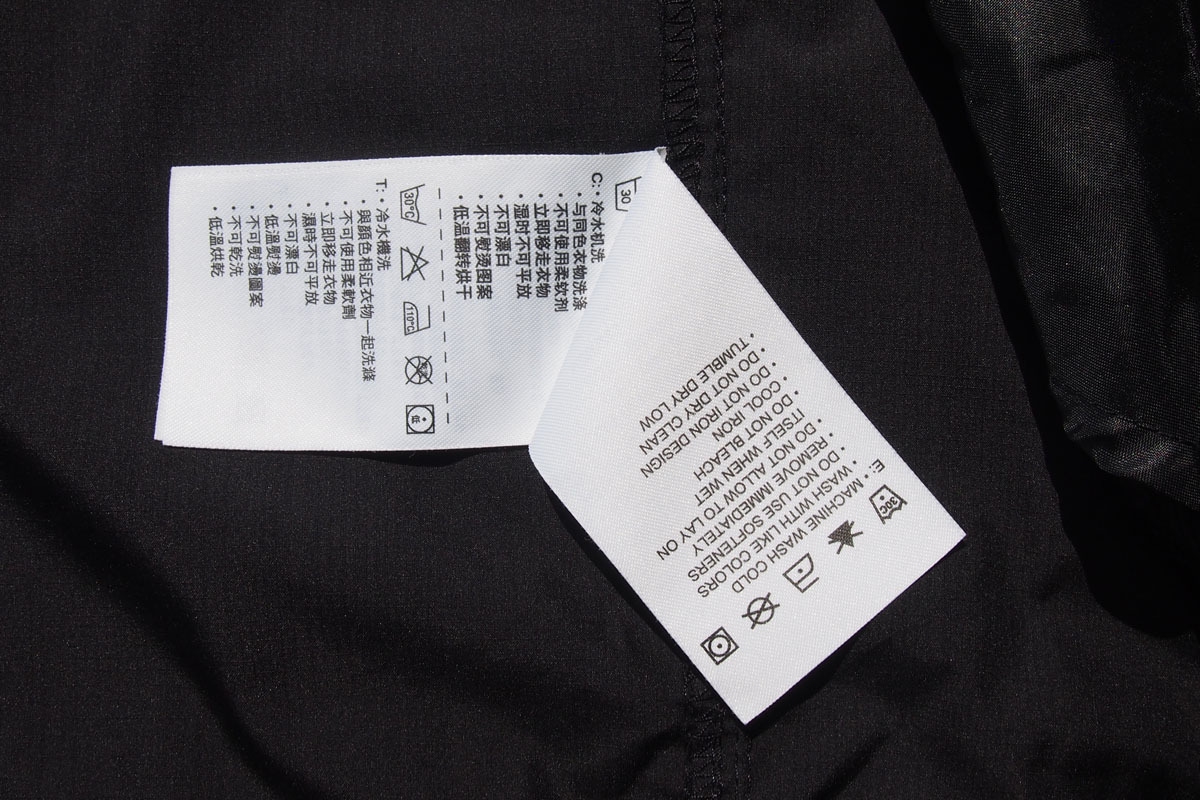 30
C: • 冷水机洗
• 与同色衣物洗涤
• 不可使用柔软剂
• 立即移走衣物
• 湿时不可平放
• 不可漂白
• 不可熨烫图案
• 低温翻转烘干
30°C 110°C 低
T: • 冷水機洗
• 與顏色相近衣物一起洗滌
• 不可使用柔軟劑
• 立即移走衣物
• 濕時不可平放
• 不可漂白
• 低溫熨燙
• 不可熨燙圖案
• 不可乾洗
• 低溫烘乾
30C
E: • MACHINE WASH COLD
• WASH WITH LIKE COLORS
• DO NOT USE SOFTENERS
• REMOVE IMMEDIATELY
• DO NOT ALLOW TO LAY ON
ITSELF WHEN WET
• DO NOT BLEACH
• COOL IRON
• DO NOT IRON DESIGN
• DO NOT DRY CLEAN
• TUMBLE DRY LOW